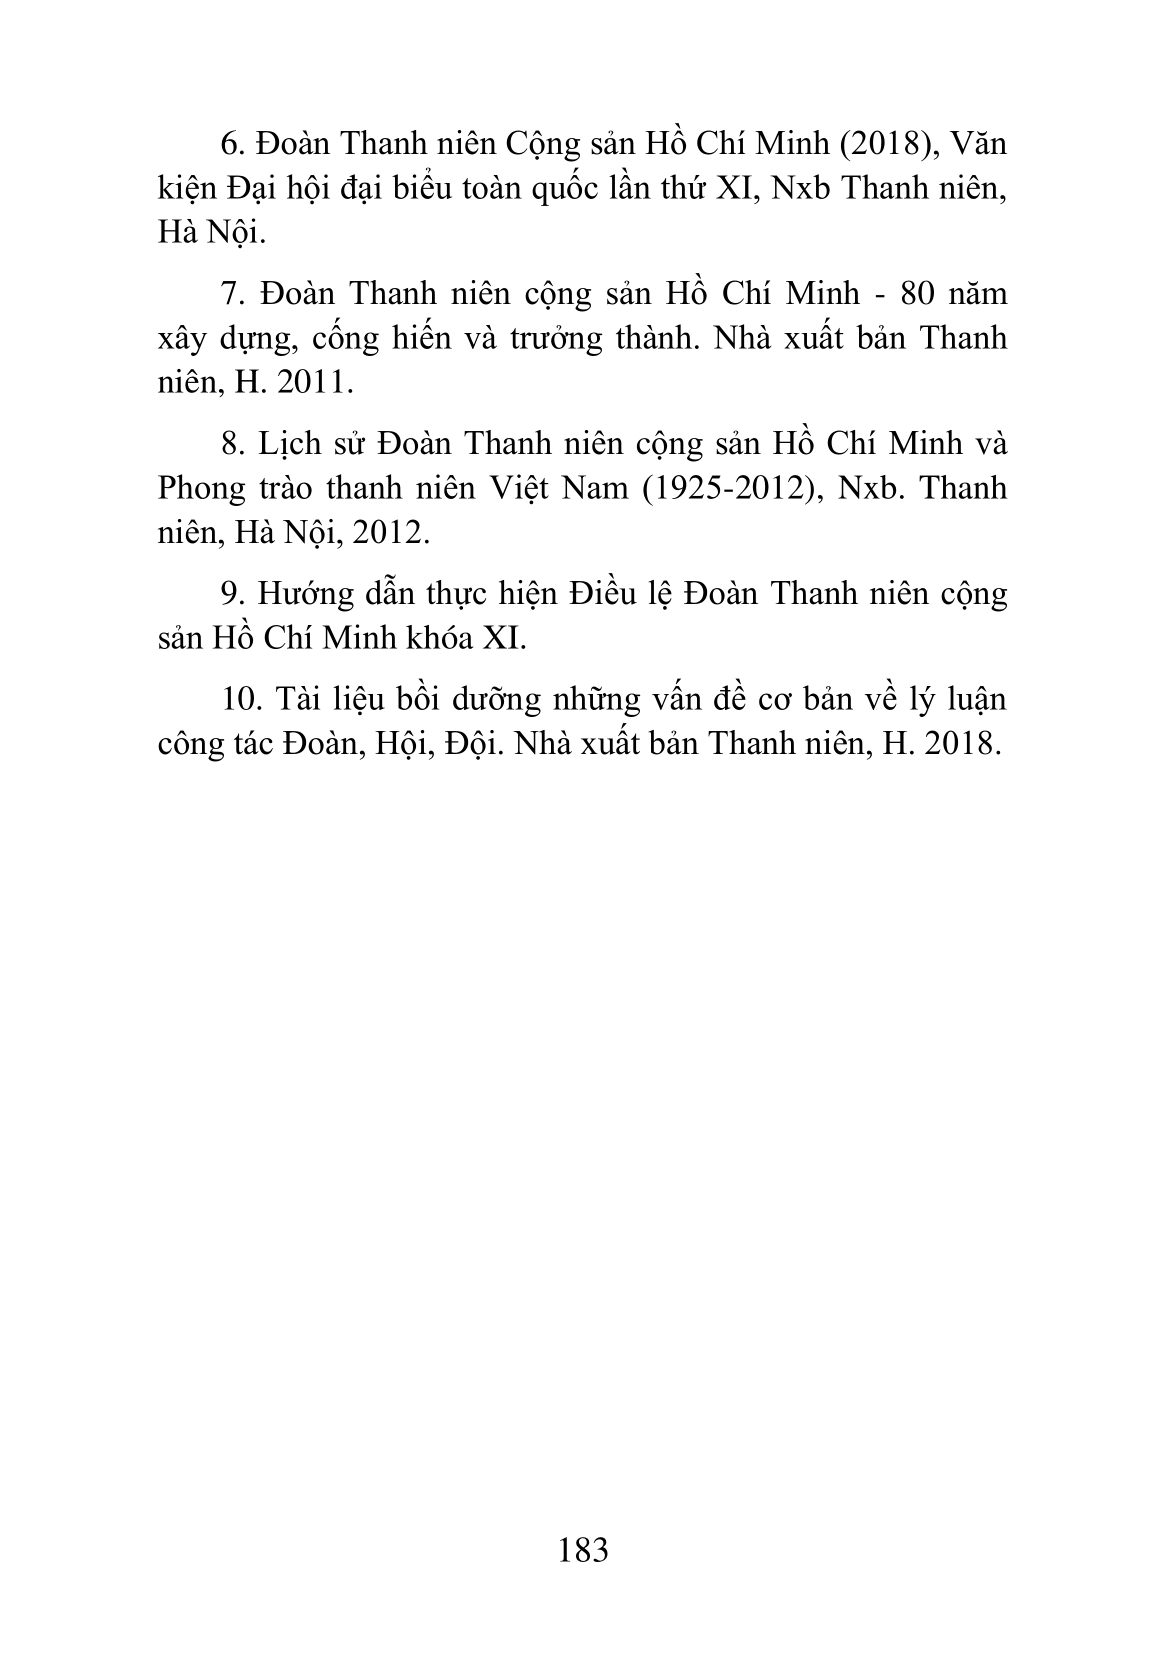 6. Đoàn Thanh niên Cộng sản Hồ Chí Minh (2018), Văn
kiện Đại hội đại biểu toàn quốc lần thứ XI, Nxb Thanh niên,
Hà Nội.
7. Đoàn Thanh niên cộng sản Hồ Chí Minh - 80 năm
xây dựng, cống hiến và trưởng thành. Nhà xuất bản Thanh
niên, H. 2011.
8. Lịch sử Đoàn Thanh niên cộng sản Hồ Chí Minh và
Phong trào thanh niên Việt Nam (1925-2012), Nxb. Thanh
niên, Hà Nội, 2012.
9. Hướng dẫn thực hiện Điều lệ Đoàn Thanh niên cộng
sản Hồ Chí Minh khóa XI.
10. Tài liệu bồi dưỡng những vấn đề cơ bản về lý luận
công tác Đoàn, Hội, Đội. Nhà xuất bản Thanh niên, H. 2018.
183